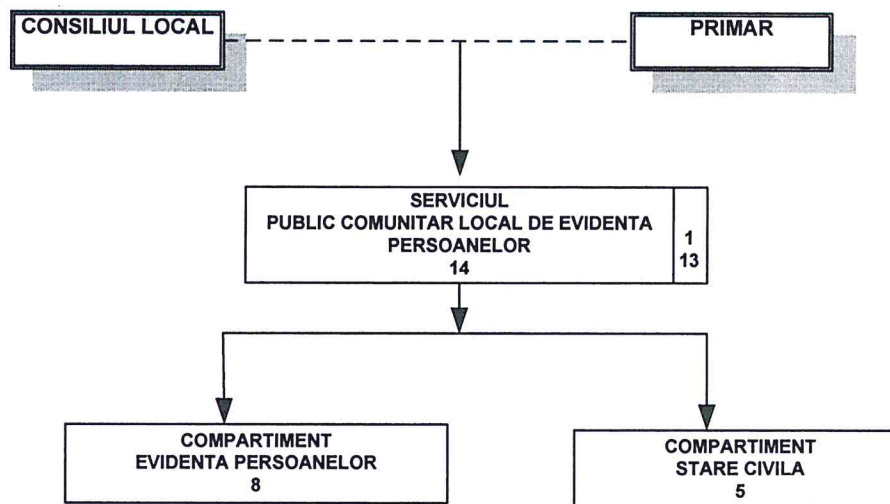 CONSILIUL LOCAL
PRIMAR
SERVICIUL
PUBLIC COMUNITAR LOCAL DE EVIDENTA
PERSOANELOR
14
1
13
COMPARTIMENT
EVIDENTA PERSOANELOR
8
COMPARTIMENT
STARE CIVILA
5